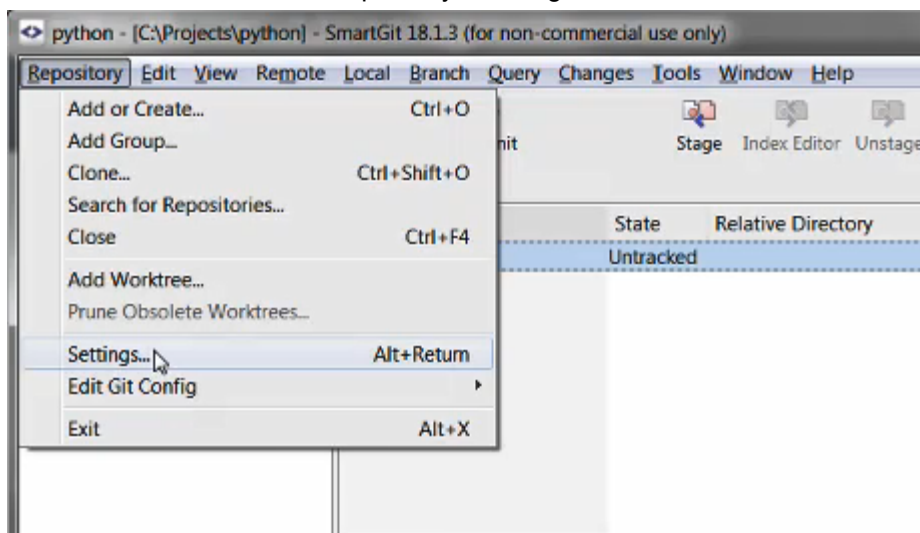 python - [C:\Projects\python] - SmartGit 18.1.3 (for non-commercial use only)
Repository Edit View Remote Local Branch Query Changes Tools Window Help
Add or Create... Ctrl+O
Add Group...
Clone... Ctrl+Shift+O
Search for Repositories...
Close Ctrl+F4
Add Worktree...
Prune Obsolete Worktrees...
Settings... Alt+Return
Edit Git Config
Exit Alt+X
nit
Stage Index Editor Unstage
State Relative Directory
Untracked